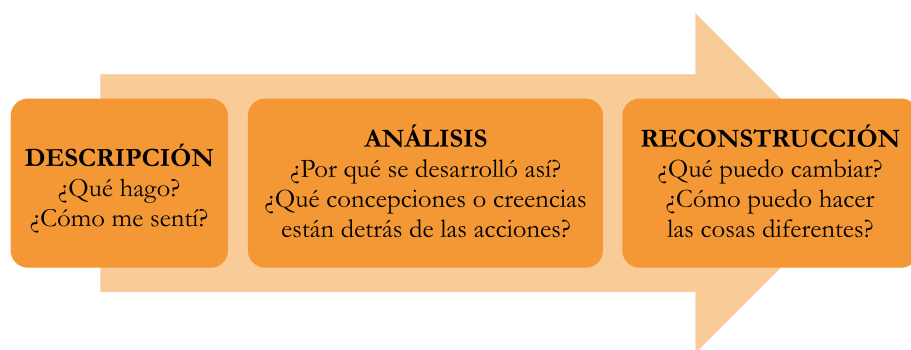 DESCRIPCIÓN
¿Qué hago?
¿Cómo me sentí?
ANÁLISIS
¿Por qué se desarrolló así?
¿Qué concepciones o creencias
están detrás de las acciones?
RECONSTRUCCIÓN
¿Qué puedo cambiar?
¿Cómo puedo hacer
las cosas diferentes?